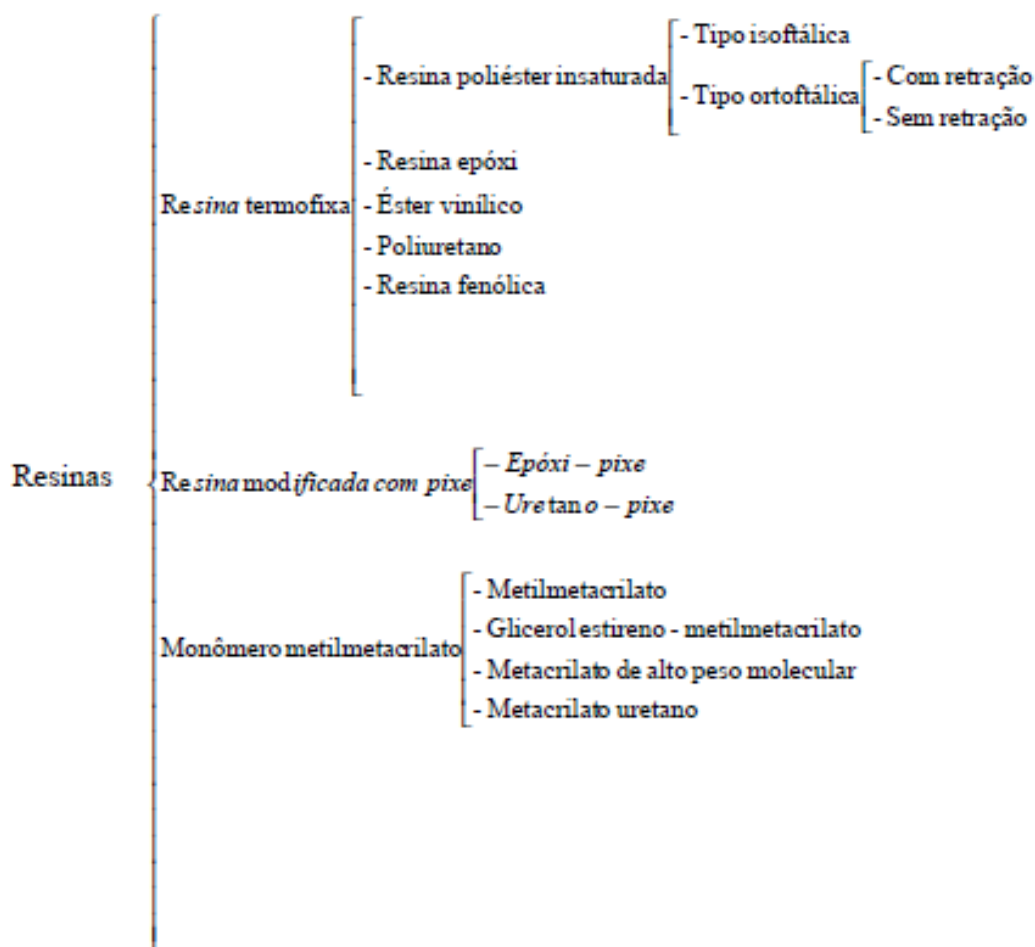 - Tipo isoftálica
- Resina poliéster insaturada
- Tipo ortoftálica
- Com retração
- Sem retração
- Resina epóxi
Resina termofixa
- Éster vinílico
- Poliuretano
- Resina fenólica
Resinas
Resina modificada com pixe
– Epóxi – pixe
– Uretano – pixe
- Metilmetacrilato
- Glicerol estireno - metilmetacrilato
Monômero metilmetacrilato
- Metacrilato de alto peso molecular
- Metacrilato uretano